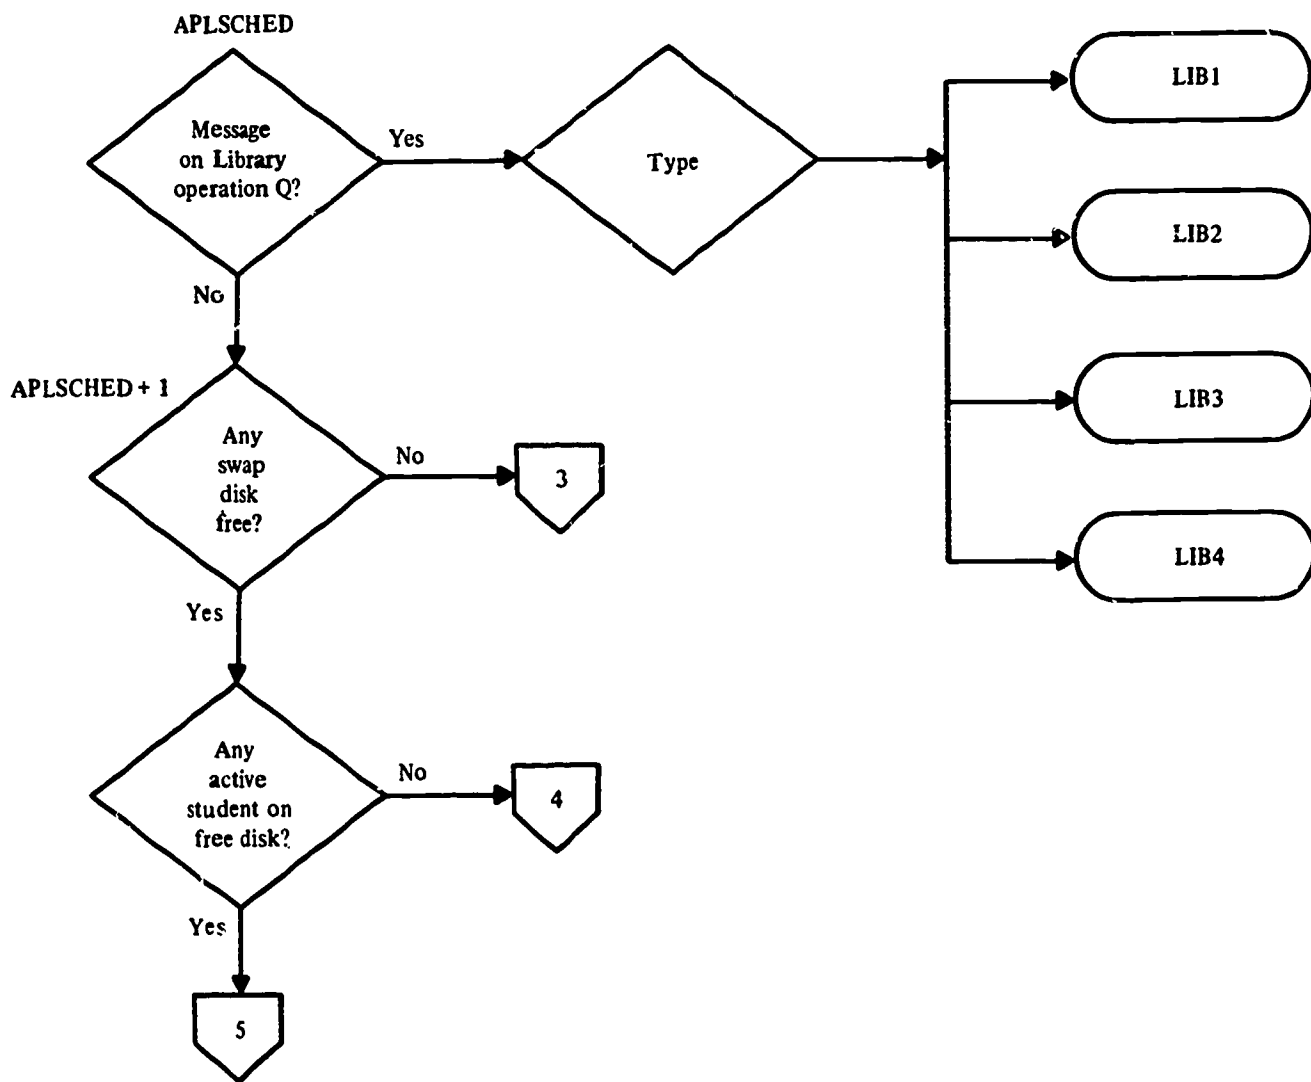 APLSCHED
Message
on Library
operation Q?
Yes
Type
LIB1
LIB2
LIB3
LIB4
No
APLSCHED + 1
Any
swap
disk
free?
No
3
Yes
Any
active
student on
free disk?
No
4
Yes
5